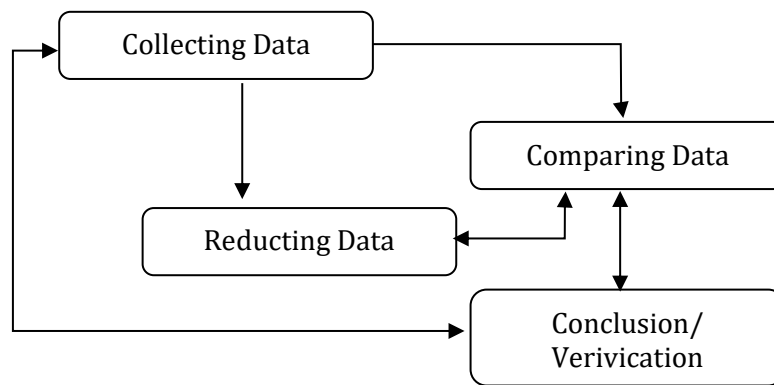 Collecting Data
Comparing Data
Reducting Data
Conclusion/
Verivication